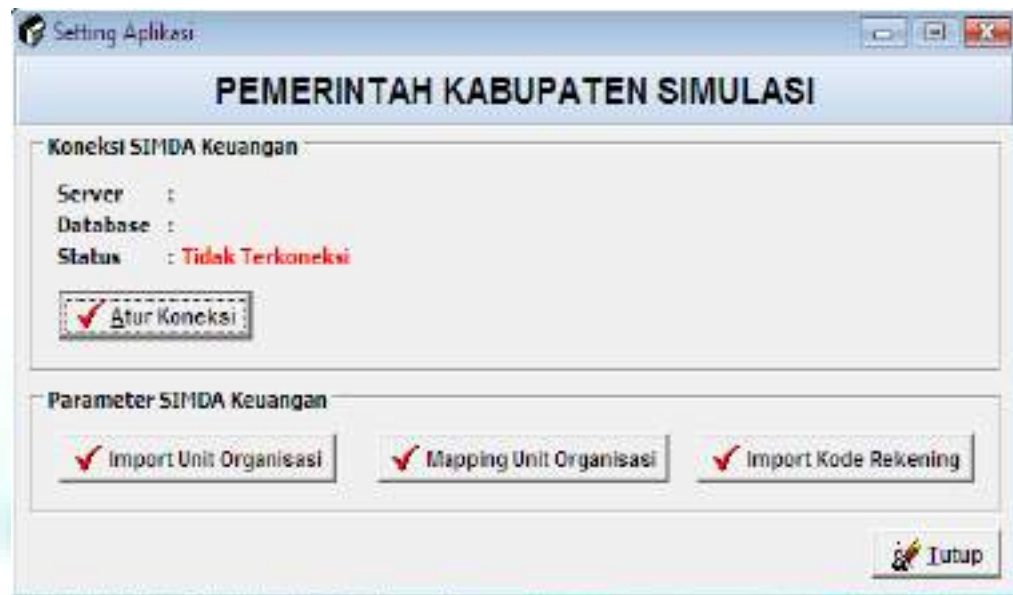 Setting Aplikasi
PEMERINTAH KABUPATEN SIMULASI
Koneksi SIMDA Keuangan
Server :
Database :
Status : Tidak Terkoneksi
Atur Koneksi
Parameter SIMDA Keuangan
Import Unit Organisasi Mapping Unit Organisasi Import Kode Rekening
Tutup